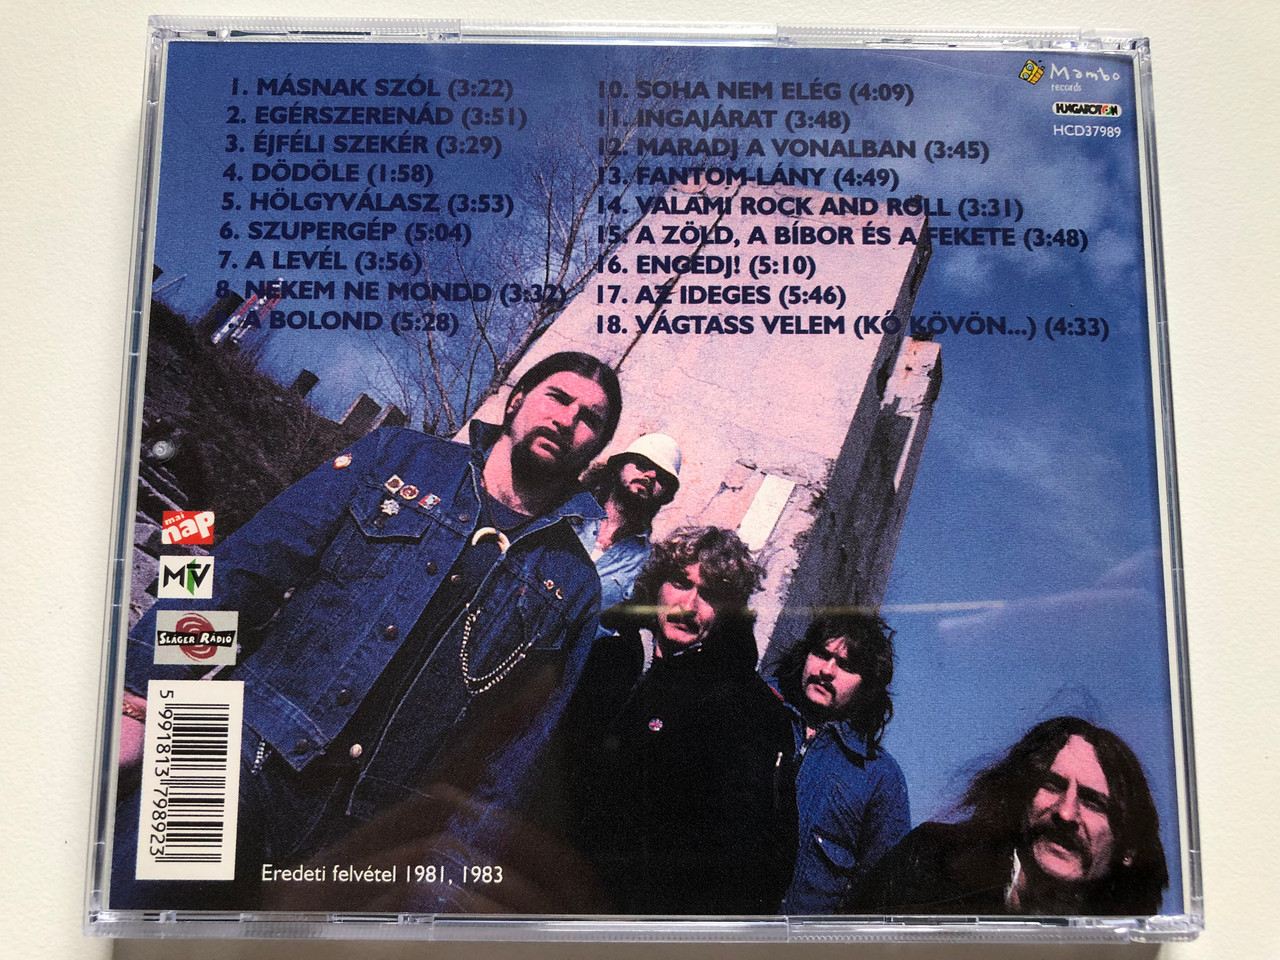 1. MÁSNAK SZÓL (3:22)
2. EGÉRSZERENÁD (3:51)
3. ÉJFÉLI SZEKÉR (3:29)
4. DÖDÖLE (1:58)
5. HÖLGYVÁLASZ (3:53)
6. SZUPERGÉP (5:04)
7. A LEVÉL (3:56)
8. NEKEM NE MONDD (3:32)
A BOLOND (5:28)
10. SOHA NEM ELÉG (4:09)
11. INGAJÁRAT (3:48)
12. MARADJ A VONALBAN (3:45)
13. FANTOM-LÁNY (4:49)
14. VALAMI ROCK AND ROLL (3:31)
15. A ZÖLD, A BÍBOR ÉS A FEKETE (3:48)
16. ENGEDJ! (5:10)
17. AZ IDEGES (5:46)
18. VÁGTASS VELEM (KŐ KÖVÖN...) (4:33)
Mambo
records
HUNGAROTON
HCD37989
mai
nap
MTV
SLÁGER RÁDIÓ
5 991813 798923
Eredeti felvétel 1981, 1983